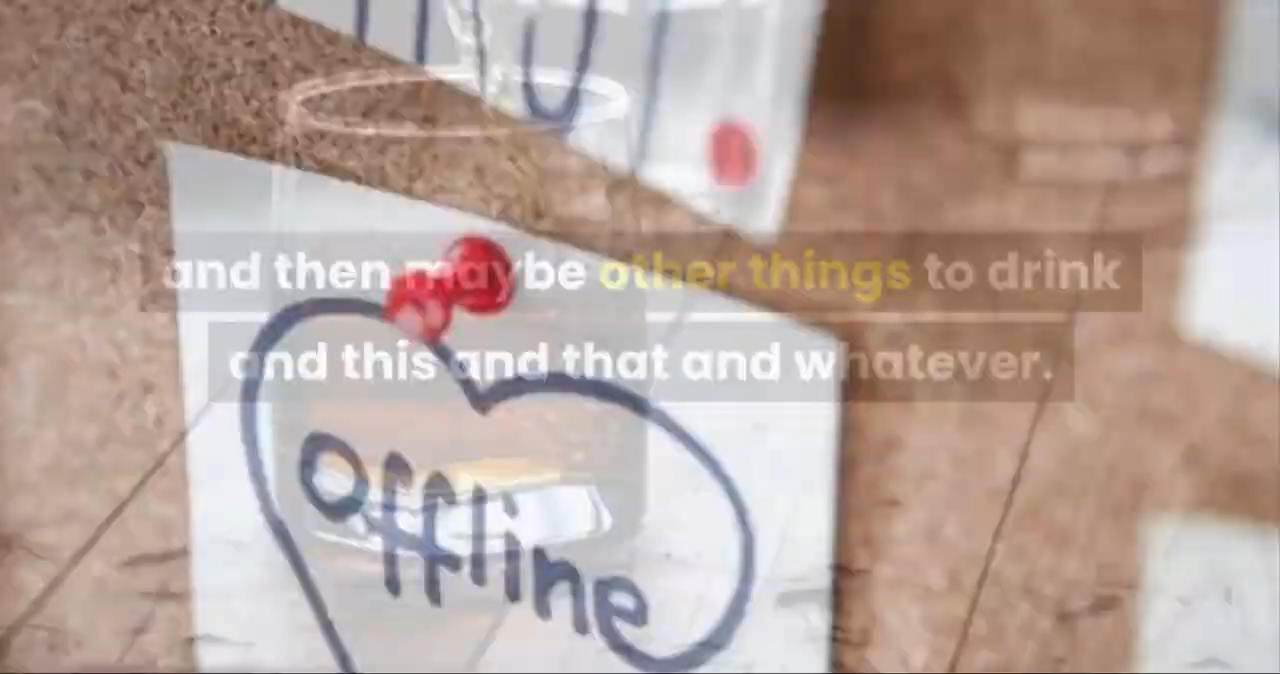 and then maybe other things to drink
and this and that and whatever.
Offline